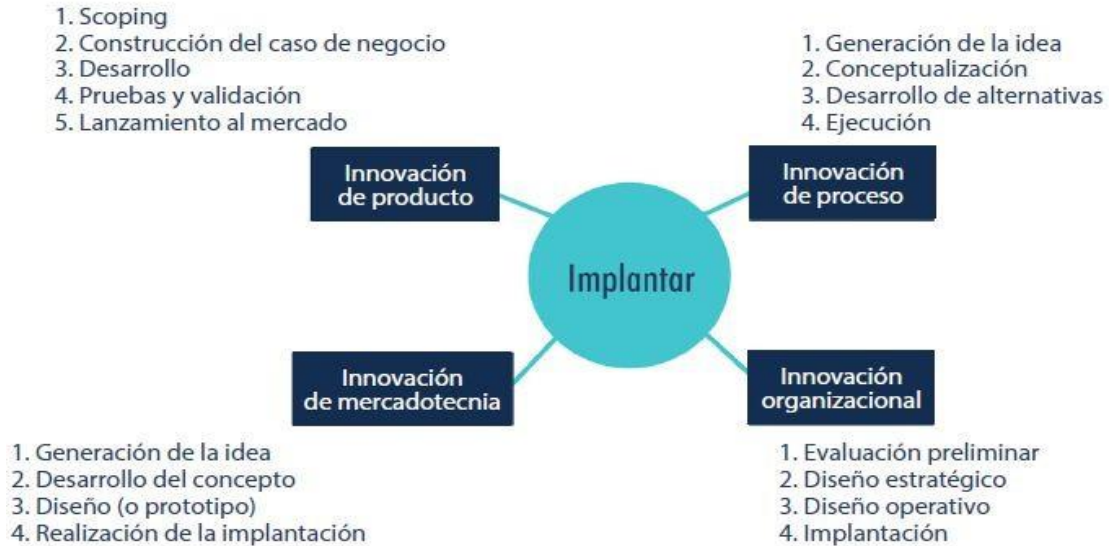 1. Scoping
2. Construcción del caso de negocio
3. Desarrollo
4. Pruebas y validación
5. Lanzamiento al mercado
Innovación
de producto
1. Generación de la idea
2. Conceptualización
3. Desarrollo de alternativas
4. Ejecución
Innovación
de proceso
Implantar
Innovación
de mercadotecnia
1. Generación de la idea
2. Desarrollo del concepto
3. Diseño (o prototipo)
4. Realización de la implantación
Innovación
organizacional
1. Evaluación preliminar
2. Diseño estratégico
3. Diseño operativo
4. Implantación